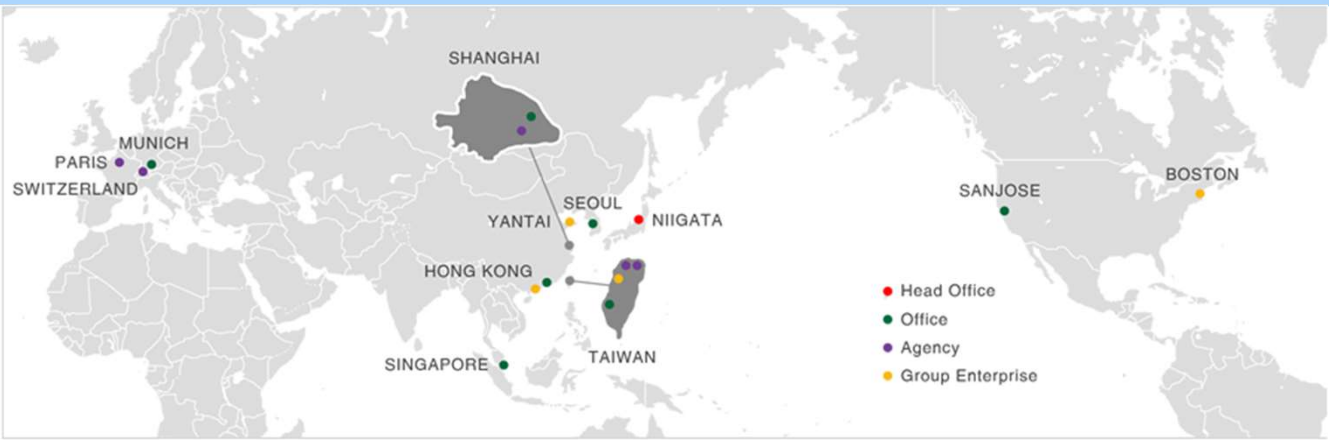 SHANGHAI
MUNICH
PARIS
SWITZERLAND
SEOUL
YANTAI
NIIGATA
HONG KONG
SINGAPORE
TAIWAN
SANJOSE
BOSTON
Head Office
Office
Agency
Group Enterprise